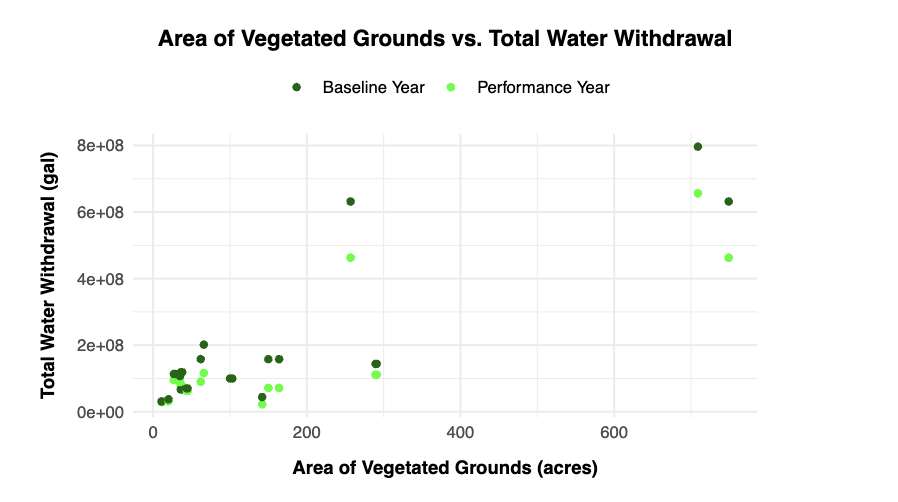 Area of Vegetated Grounds vs. Total Water Withdrawal
Baseline Year Performance Year
Total Water Withdrawal (gal)
8e+08
6e+08
4e+08
2e+08
0e+00
0 200 400 600
Area of Vegetated Grounds (acres)